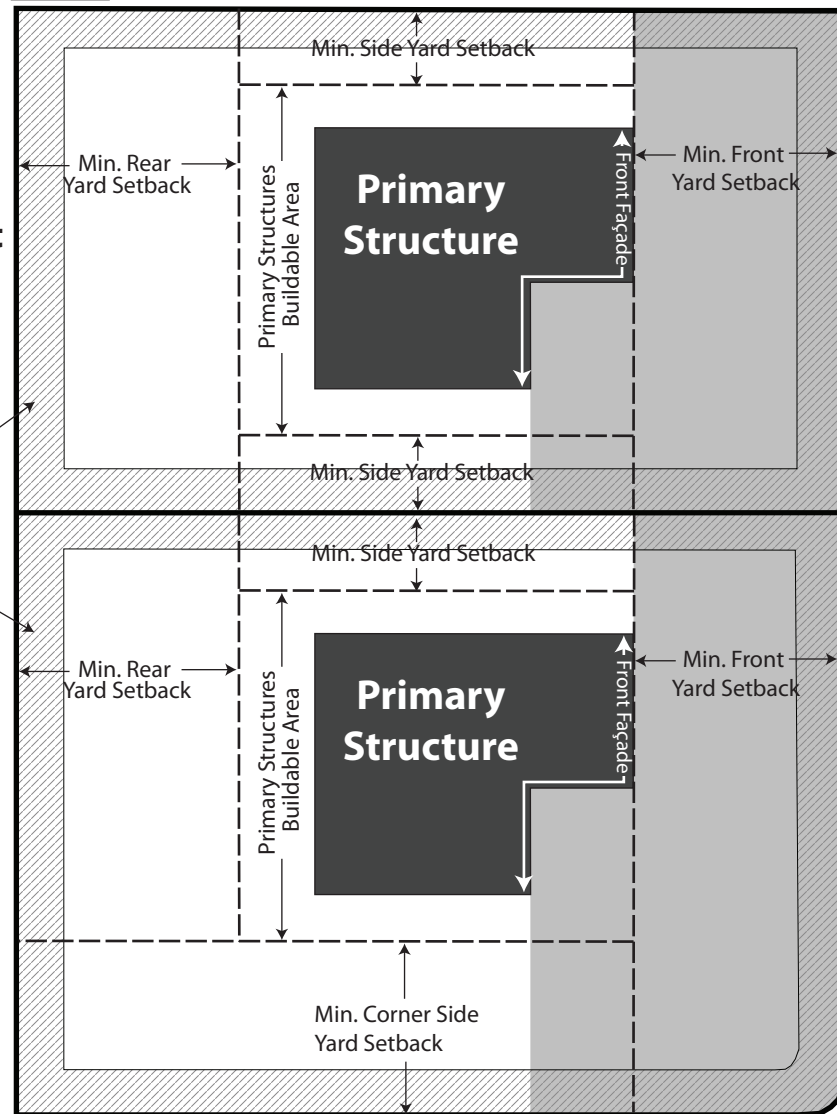 Min. Side Yard Setback
Min. Rear
Yard Setback
Primary Structures
Buildable Area
Primary
Structure
Front Façade
Min. Front
Yard Setback
Min. Side Yard Setback
Min. Side Yard Setback
Min. Rear
Yard Setback
Primary Structures
Buildable Area
Primary
Structure
Front Façade
Min. Front
Yard Setback
Min. Corner Side
Yard Setback